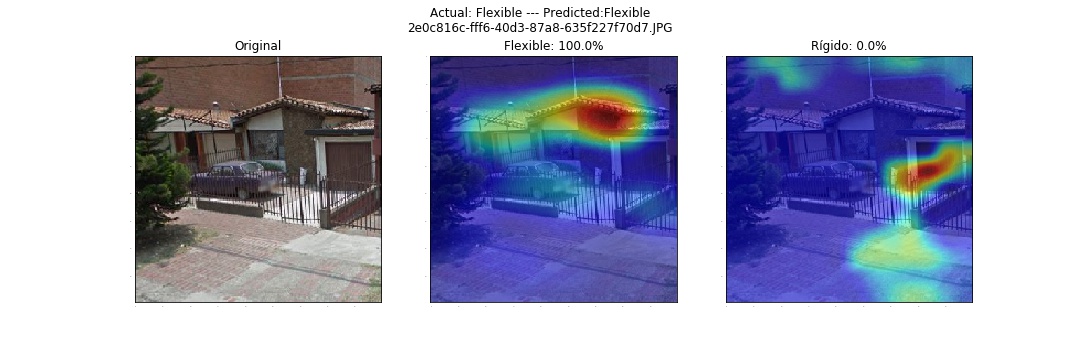 Actual: Flexible --- Predicted:Flexible
2e0c816c-fff6-40d3-87a8-635f227f70d7.JPG
Original
Flexible: 100.0%
Rígido: 0.0%